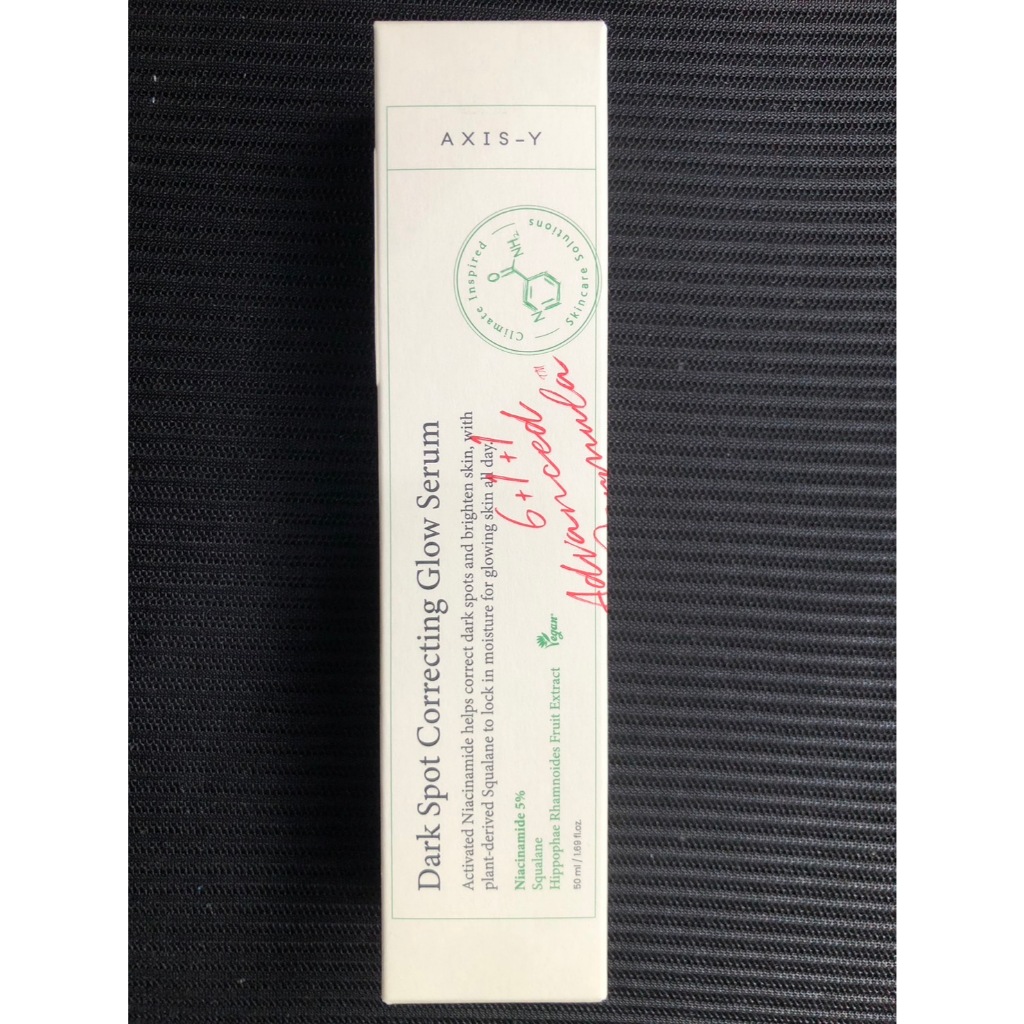 AXIS-Y
Climate Inspired
Skincare Solutions
O
NH₂
N
Dark Spot Correcting Glow Serum
Activated Niacinamide helps correct dark spots and brighten skin, with
plant-derived Squalane to lock in moisture for glowing skin all day.
6+1+1
Advanced
Formula™
Niacinamide 5%
Squalane
Hippophae Rhamnoides Fruit Extract
Vegan
50 ml / 1.69 fl.oz.